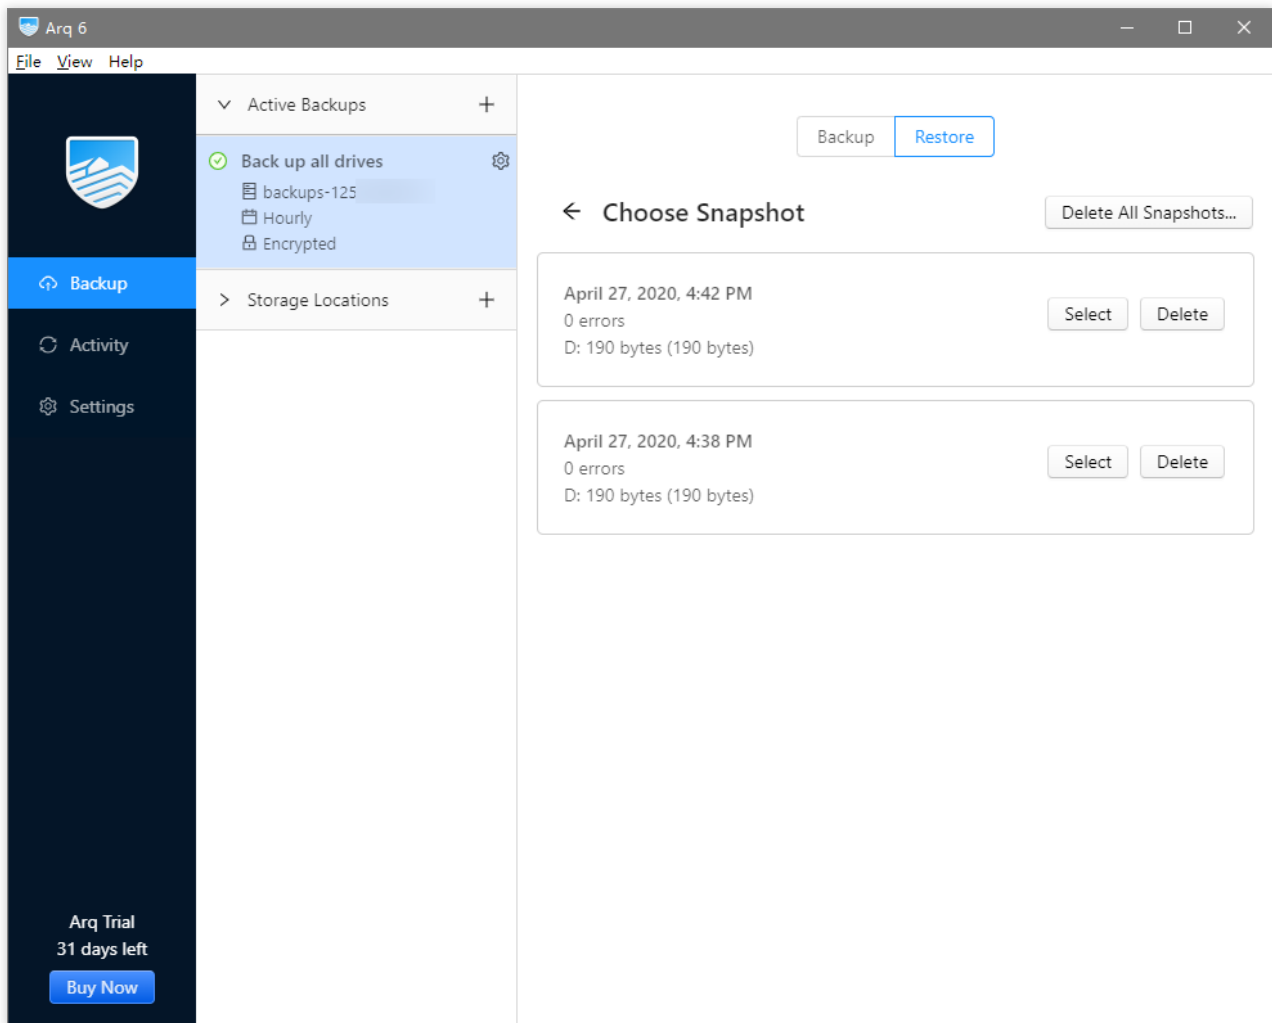 Arq 6
File View Help
Active Backups
Back up all drives
backups-125
Hourly
Encrypted
Storage Locations
Backup
Activity
Settings
Arq Trial
31 days left
Buy Now
Backup Restore
Choose Snapshot
Delete All Snapshots...
April 27, 2020, 4:42 PM
0 errors
D: 190 bytes (190 bytes)
Select Delete
April 27, 2020, 4:38 PM
0 errors
D: 190 bytes (190 bytes)
Select Delete